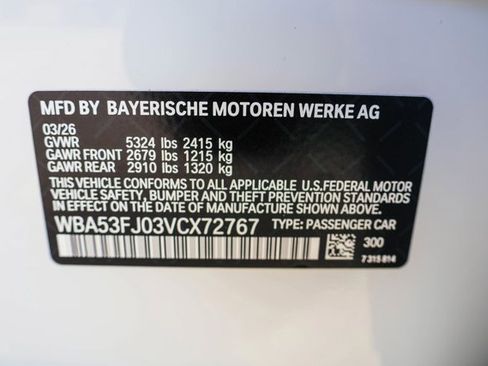 MFD BY BAYERISCHE MOTOREN WERKE AG
03/26
GVWR 5324 lbs 2415 kg
GAWR FRONT 2679 lbs 1215 kg
GAWR REAR 2910 lbs 1320 kg
THIS VEHICLE CONFORMS TO ALL APPLICABLE U.S.FEDERAL MOTOR
VEHICLE SAFETY, BUMPER, AND THEFT PREVENTION STANDARDS
IN EFFECT ON THE DATE OF MANUFACTURE SHOWN ABOVE.
WBA53FJ03VCX72767 TYPE: PASSENGER CAR
300
7 315 814